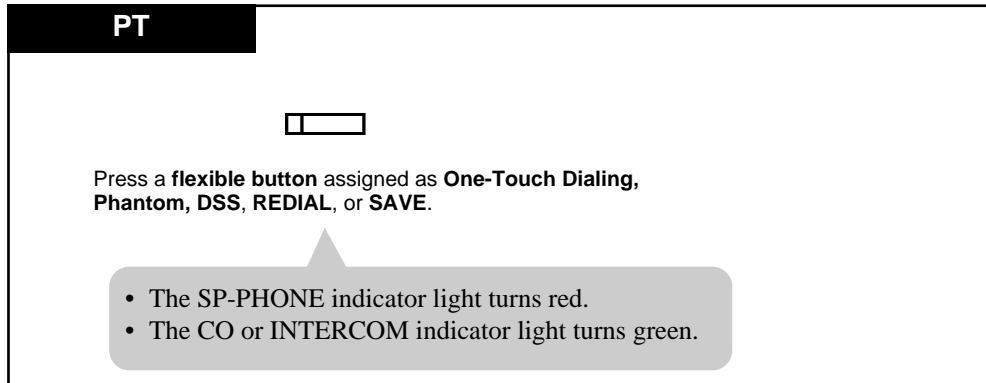 PT
Press a flexible button assigned as One-Touch Dialing,
Phantom, DSS, REDIAL, or SAVE.
• The SP-PHONE indicator light turns red.
• The CO or INTERCOM indicator light turns green.